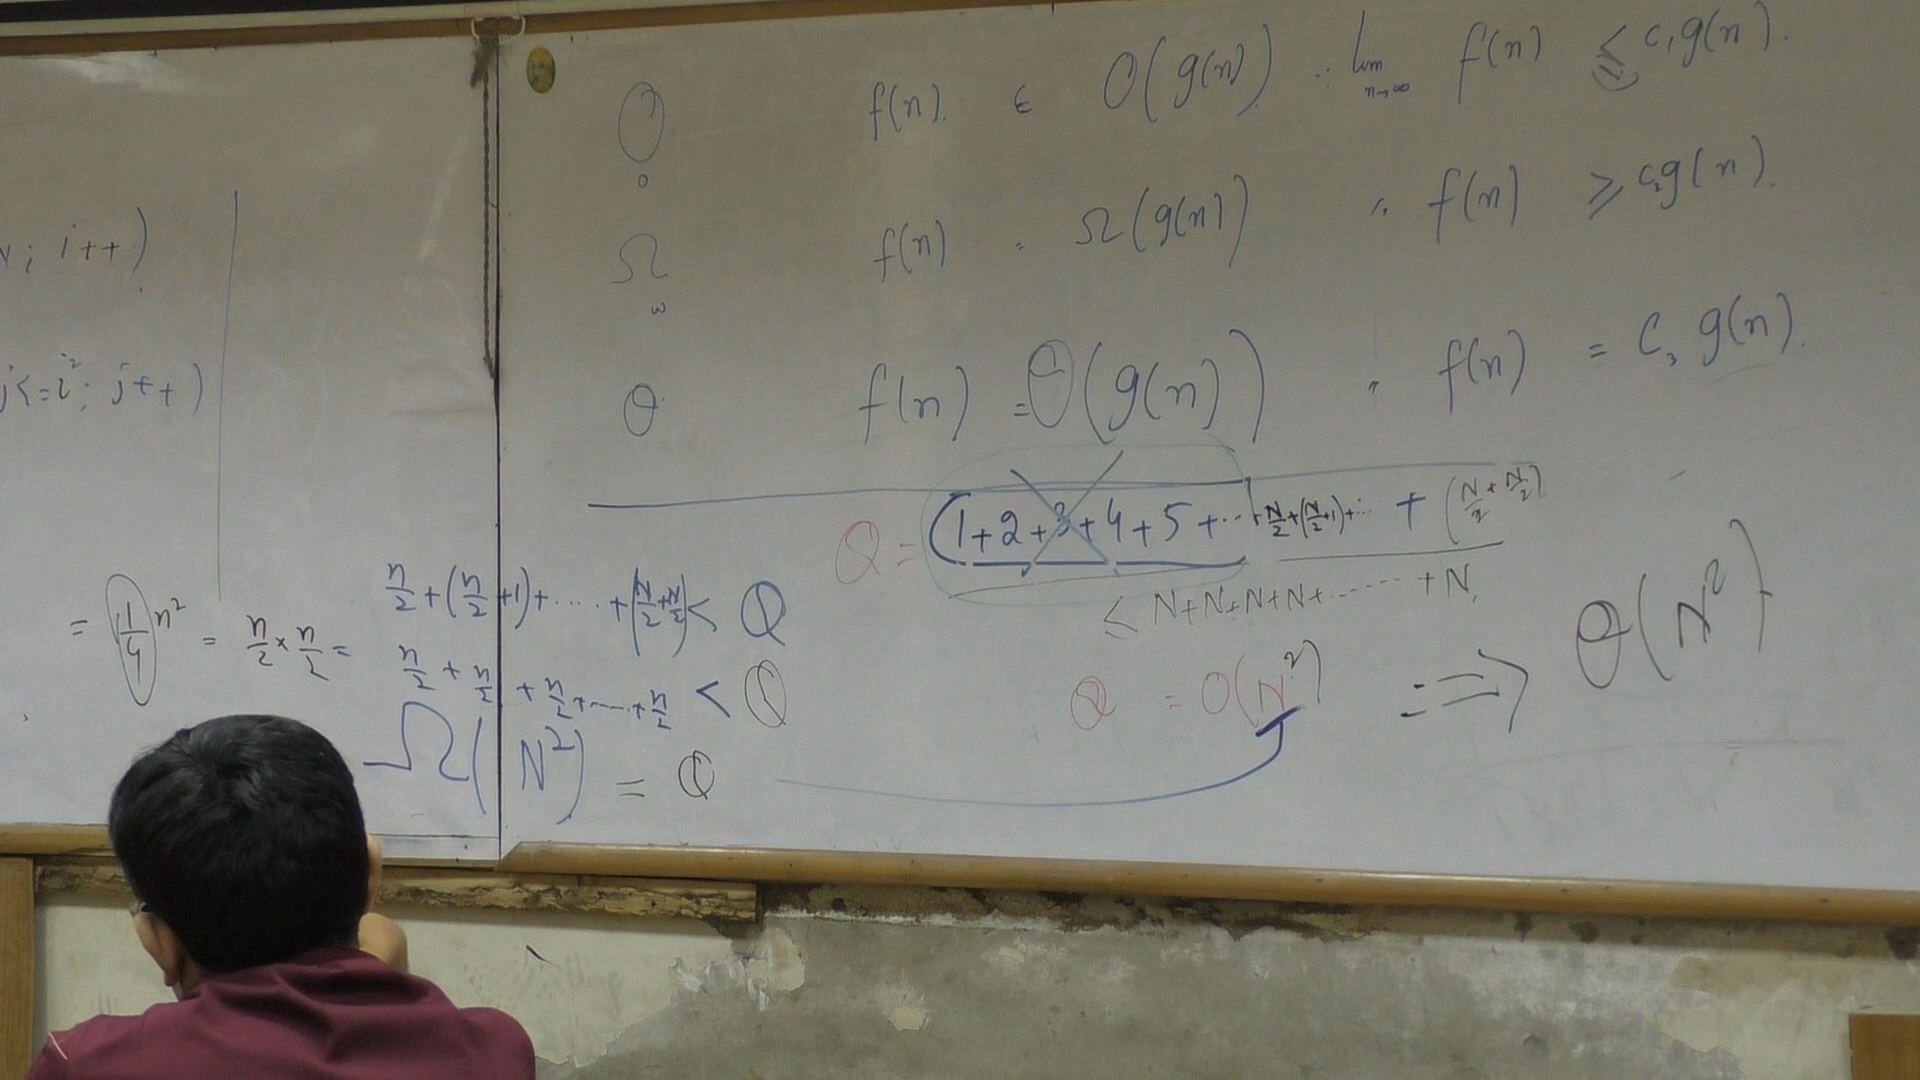 ; i++)
j<=i²; j++)
O f(n) ∈ O(g(n)) ∴ lim n→∞ f(n) ≤ c₁g(n).
o
Ω f(n) = Ω(g(n)) " f(n) ≥ c₂g(n).
ω
θ f(n) = Θ(g(n)) " f(n) = C₃ g(n).
Q = (1+2+3+4+5+...+N/2+(N/2+1)+... + (N/2+N/2)
≤ N+N+N+N+......+N,
n/2+(n/2+1)+....+(N/2+N/2) < Q
= (1/4)n² = n/2 × n/2 = n/2 + n/2 + n/2+......+n/2 < Q
Q = O(N²) ⇒ θ(N²)
Ω(N²) = Q